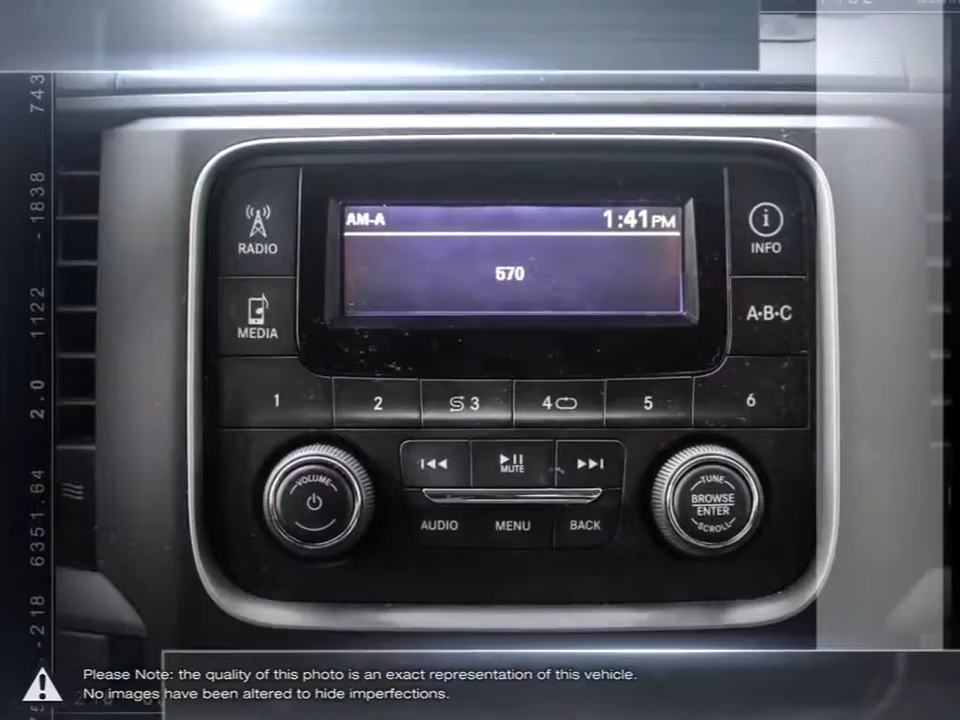 743
-1838
1122
2.0
6351.64
-218
RADIO
MEDIA
AM-A 1:41PM
570
INFO
A•B•C
1 2 3 4 5 6
VOLUME
MUTE
AUDIO MENU BACK
TUNE
BROWSE
ENTER
SCROLL
Please Note: the quality of this photo is an exact representation of this vehicle.
No images have been altered to hide imperfections.